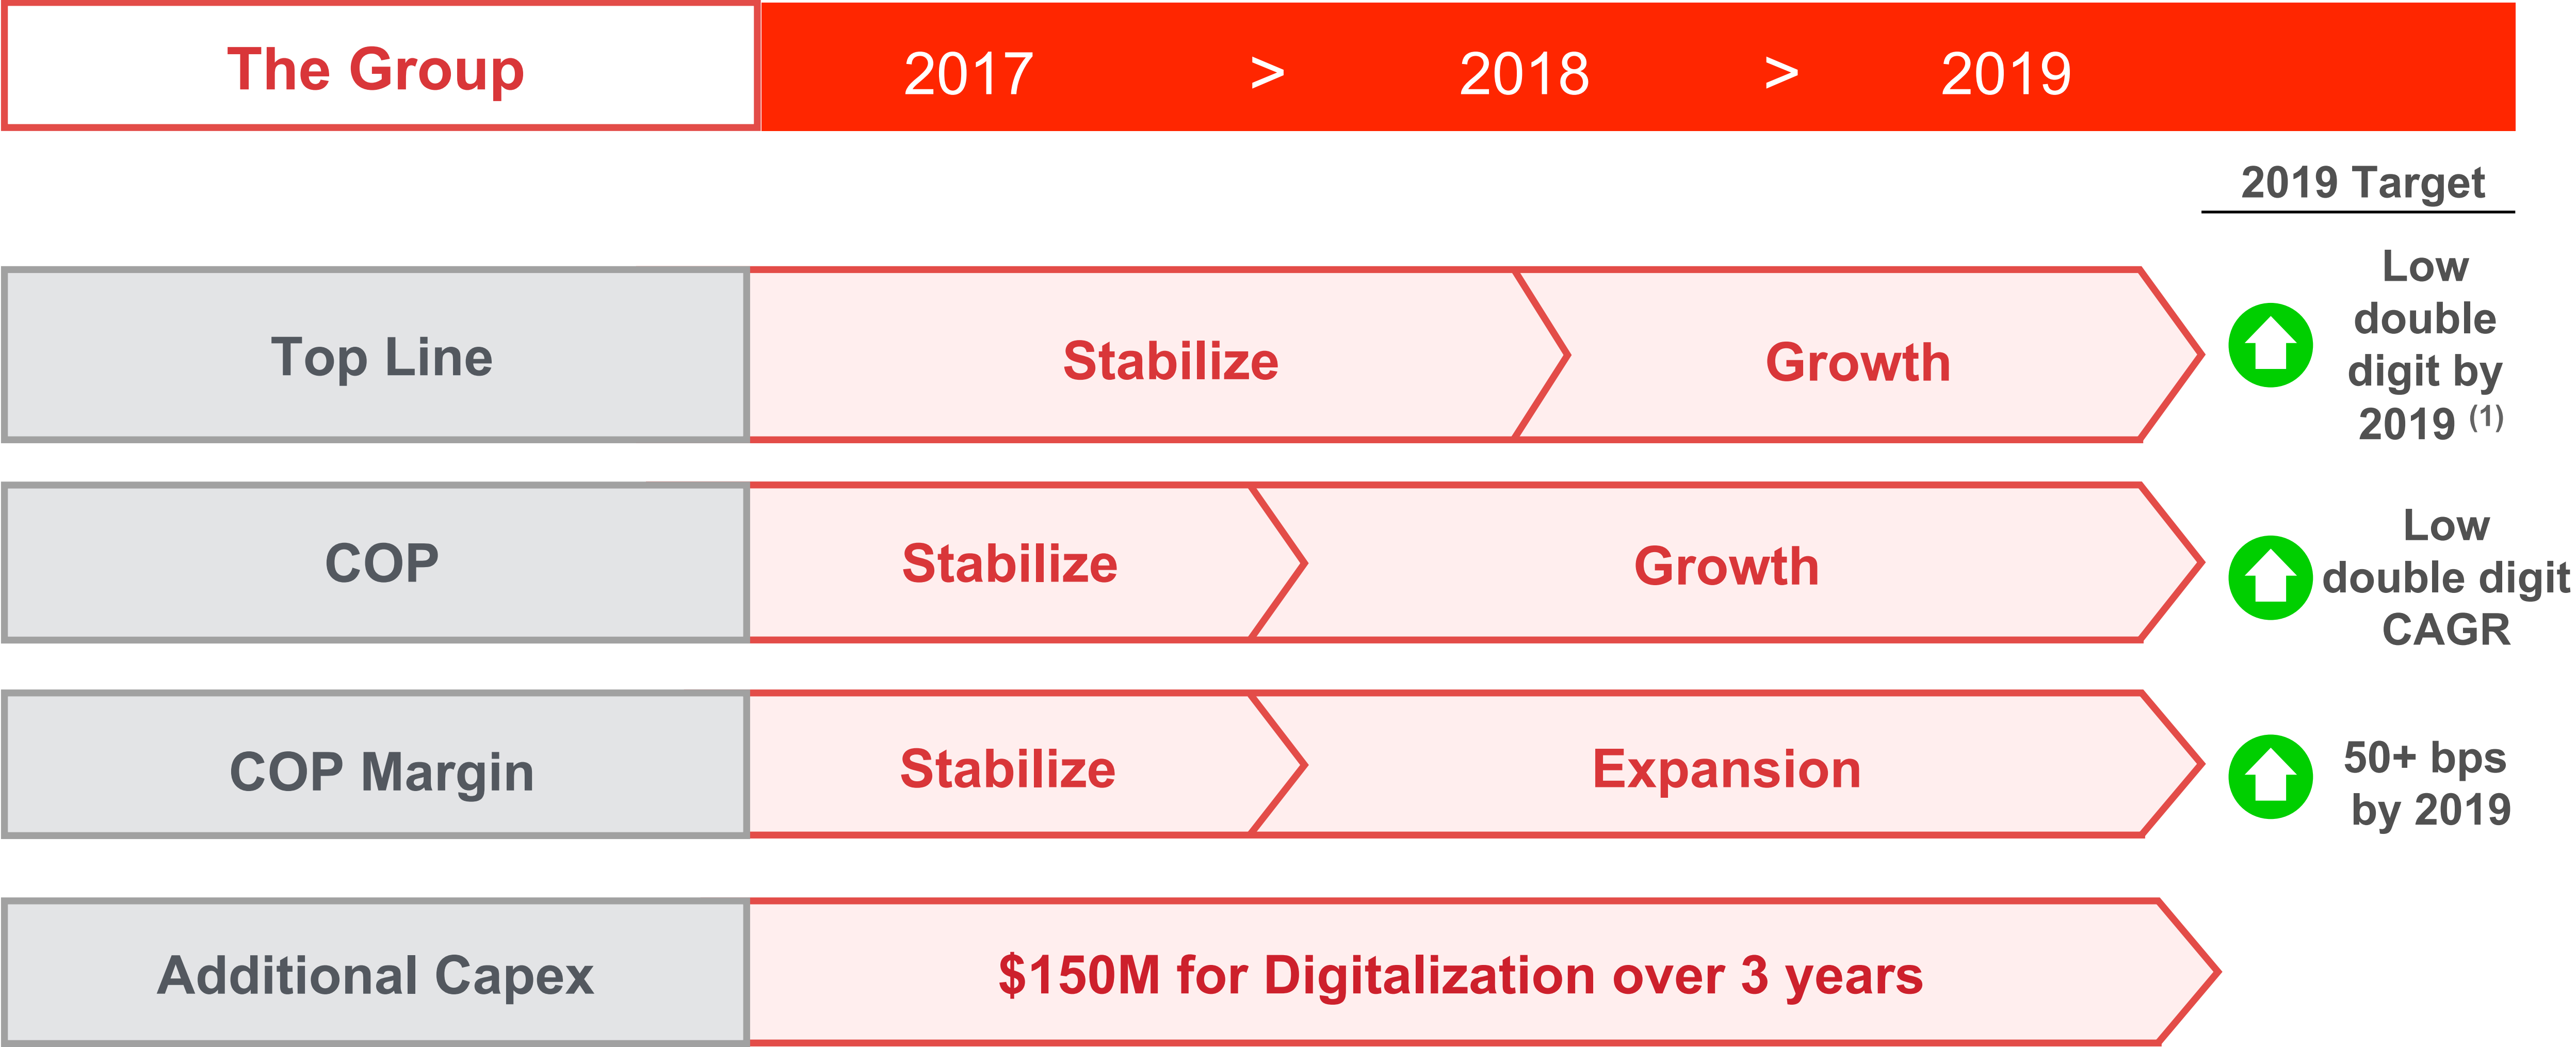 The Group
2017 > 2018 > 2019
2019 Target
Top Line
Stabilize
Growth
Low
double
digit by
2019 (1)
COP
Stabilize
Growth
Low
double digit
CAGR
COP Margin
Stabilize
Expansion
50+ bps
by 2019
Additional Capex
$150M for Digitalization over 3 years